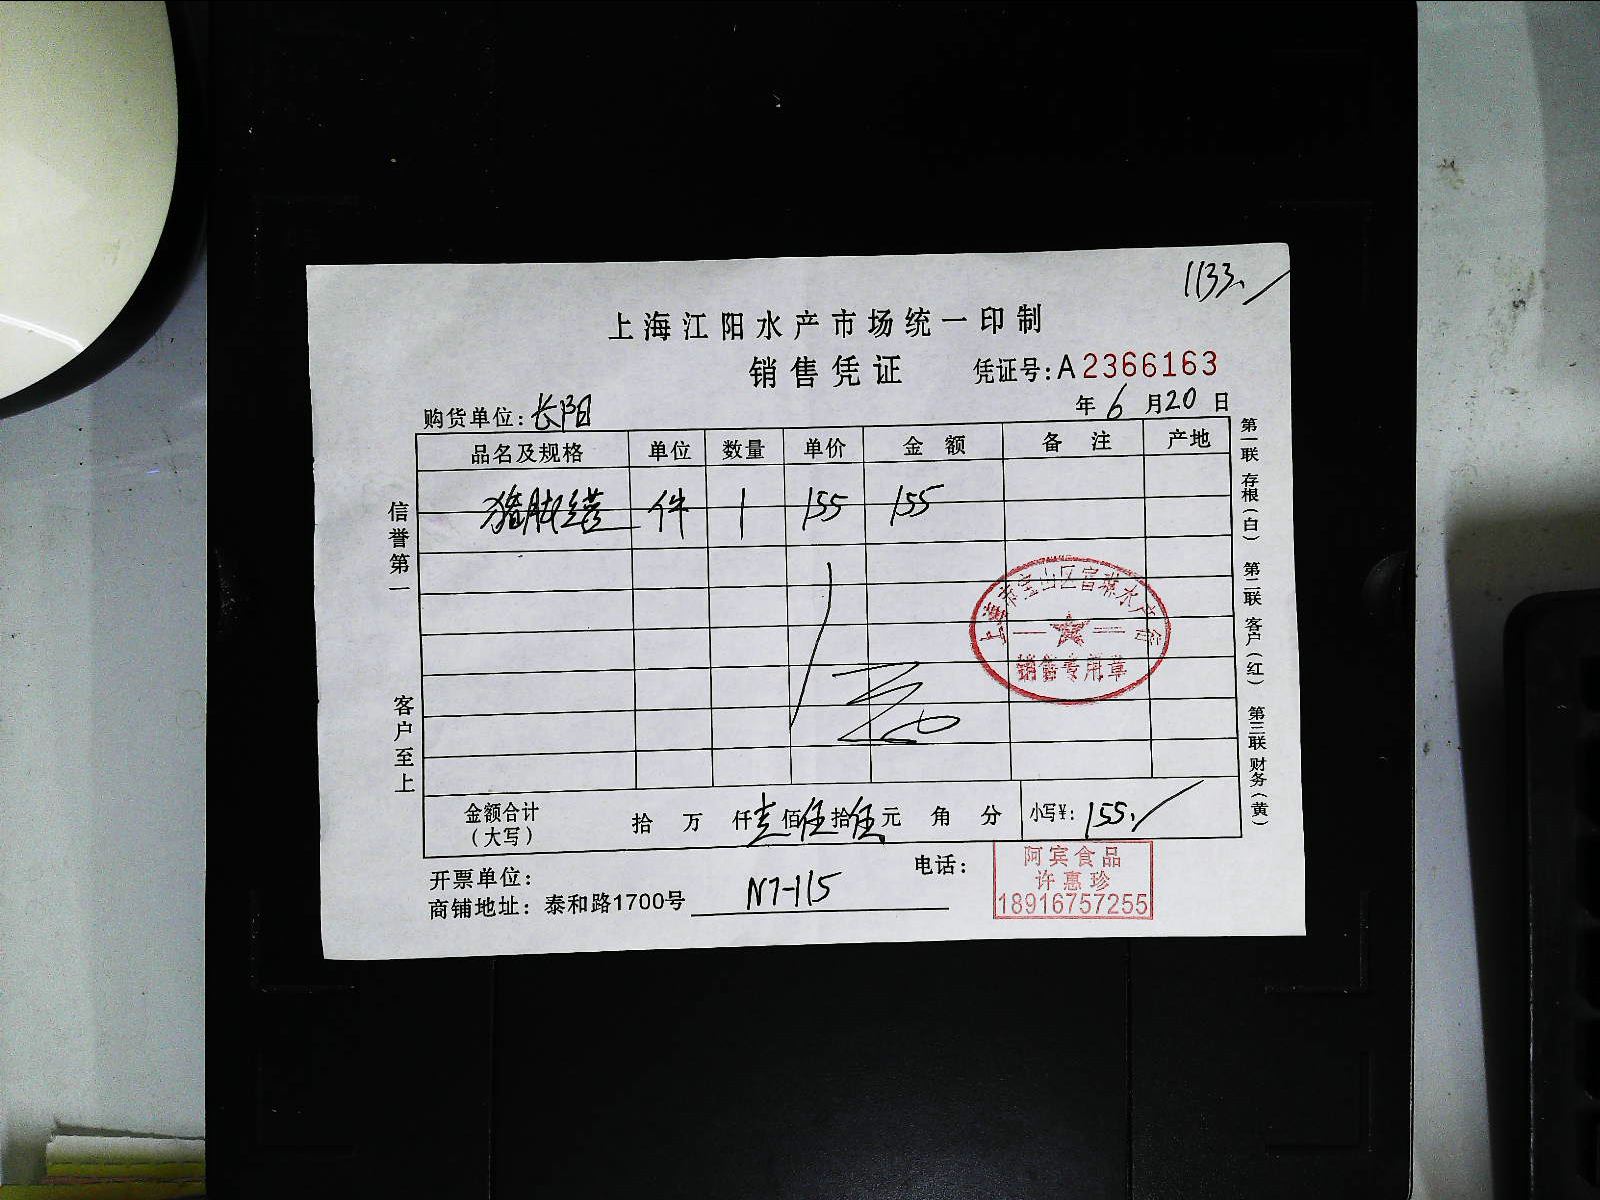 1133.
上海江阳水产市场统一印制
销售凭证 凭证号:A2366163
购货单位:长阳 年6月20日
品名及规格 单位 数量 单价 金额 备注 产地
件 1 155 155
金额合计(大写) 拾 万 仟壹佰伍拾伍元 角 分 小写¥:155.
开票单位: 电话:
商铺地址: 泰和路1700号 N7-115
信誉第一 客户至上
第一联 存根(白) 第二联 客户(红) 第三联 财务(黄)
销售专用章
阿宾食品
许惠珍
18916757255